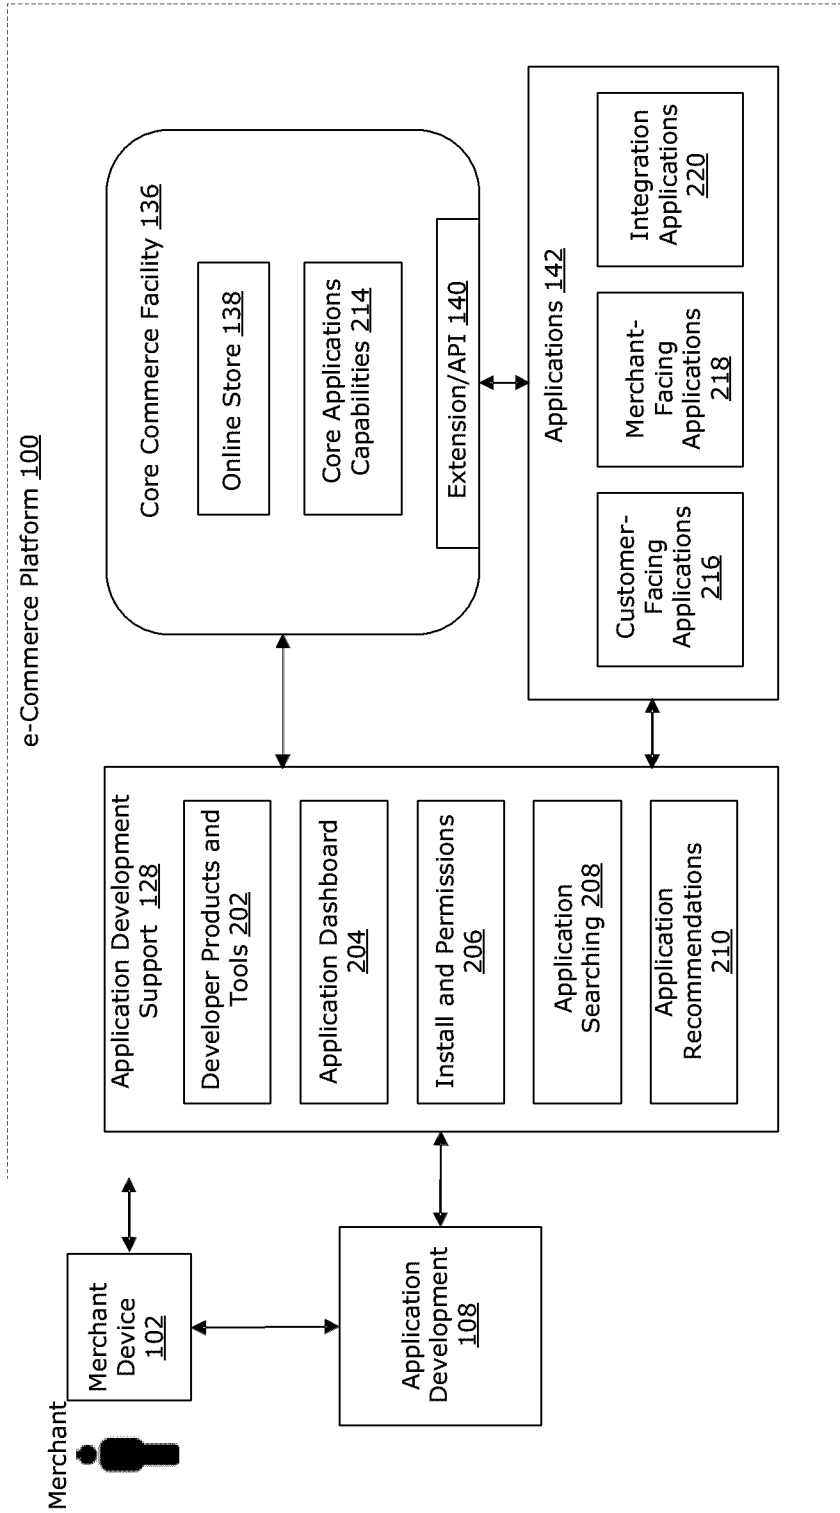 e-Commerce Platform 100
Merchant
Merchant
Device
102
Application
Development
108
Application Development
Support 128
Developer Products and
Tools 202
Application Dashboard
204
Install and Permissions
206
Application
Searching 208
Application
Recommendations
210
Core Commerce Facility 136
Online Store 138
Core Applications
Capabilities 214
Extension/API 140
Applications 142
Customer-
Facing
Applications
216
Merchant-
Facing
Applications
218
Integration
Applications
220